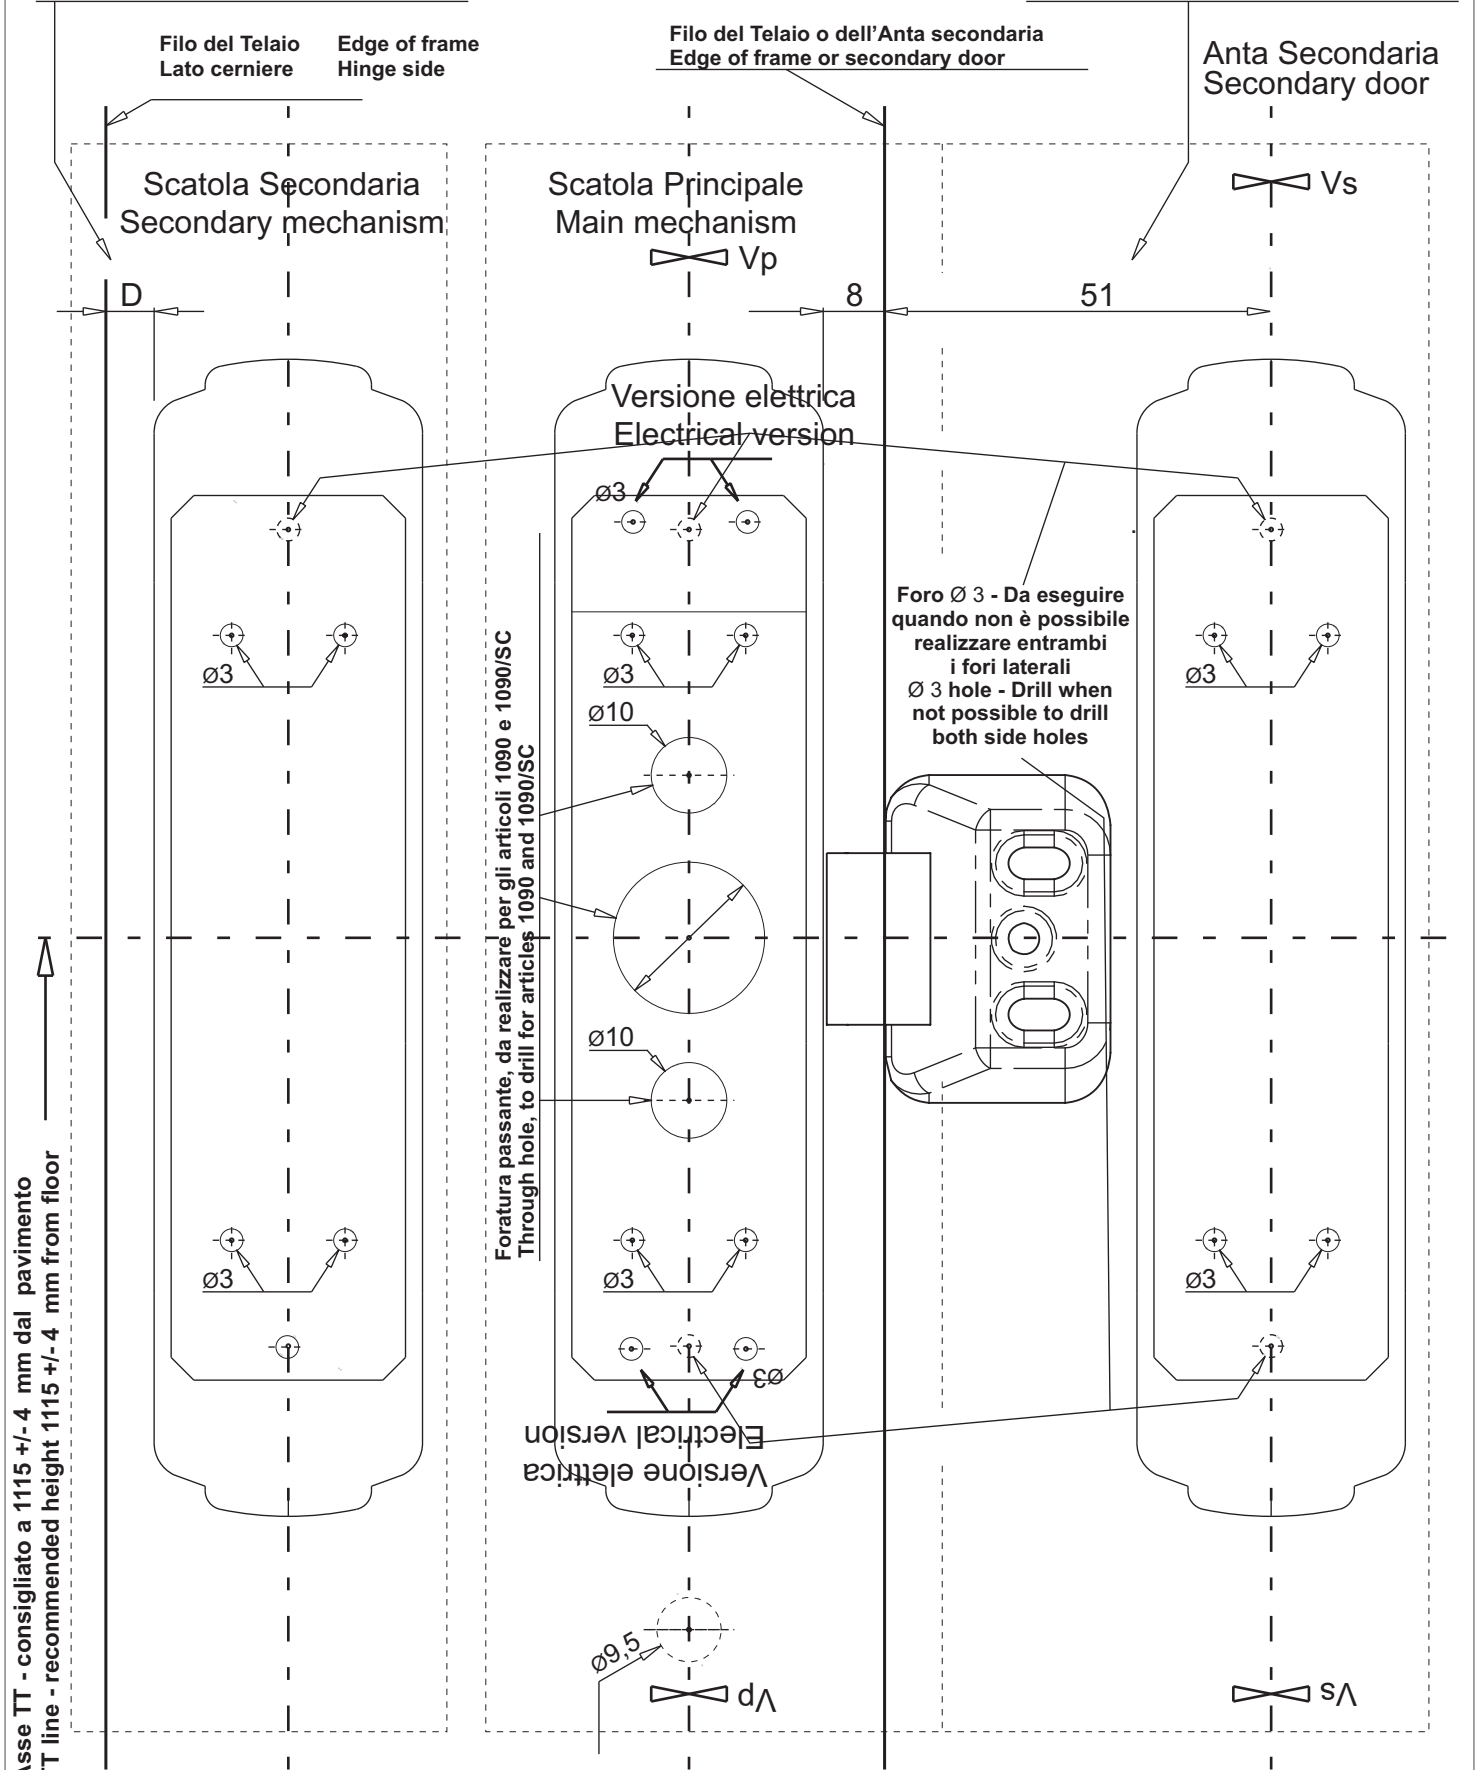 Filo del Telaio
Lato cerniere
Edge of frame
Hinge side
Filo del Telaio o dell'Anta secondaria
Edge of frame or secondary door
Anta Secondaria
Secondary door
Scatola Secondaria
Secondary mechanism
Scatola Principale
Main mechanism
Vp
Vs
D
8
51
Versione elettrica
Electrical version
Ø3
Foro Ø 3 - Da eseguire
quando non è possibile
realizzare entrambi
i fori laterali
Ø 3 hole - Drill when
not possible to drill
both side holes
Ø3
Ø3
Ø3
Ø10
Foratura passante, da realizzare per gli articoli 1090 e 1090/SC
Through hole, to drill for articles 1090 and 1090/SC
Ø10
Asse TT - consigliato a 1115 +/- 4 mm dal pavimento
TT line - recommended height 1115 +/- 4 mm from floor
Ø3
Ø3
Ø3
Ø3
Versione elettrica
Electrical version
Ø9,5
Vp
Vs